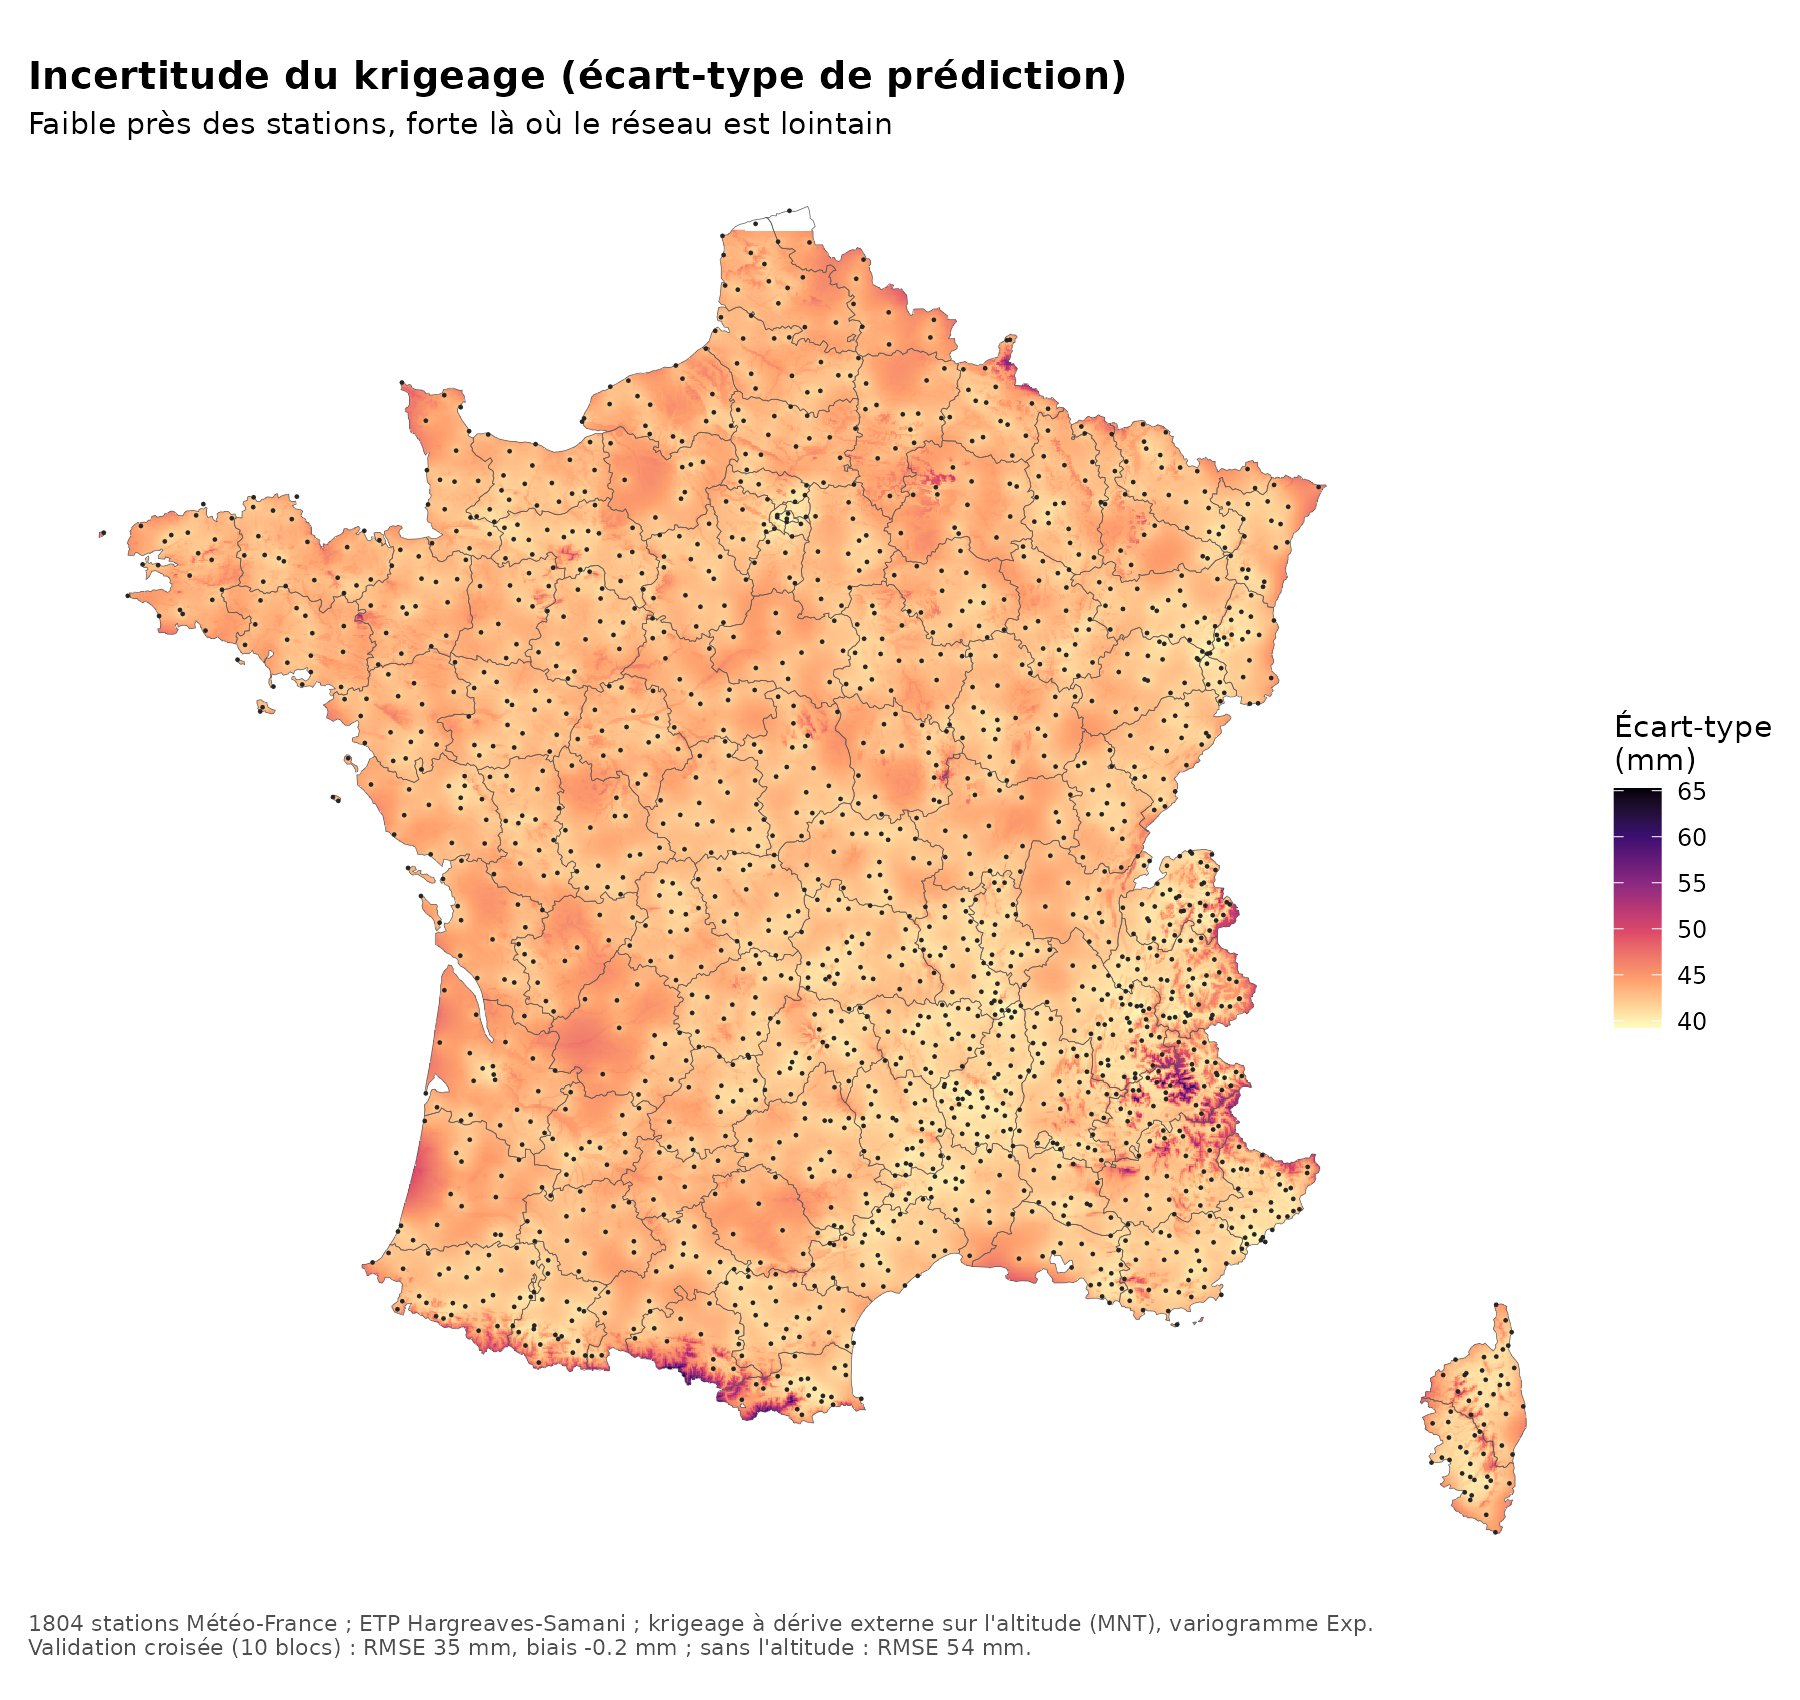 Incertitude du krigeage (écart-type de prédiction)
Faible près des stations, forte là où le réseau est lointain
Écart-type
(mm)
65
60
55
50
45
40
1804 stations Météo-France ; ETP Hargreaves-Samani ; krigeage à dérive externe sur l'altitude (MNT), variogramme Exp.
Validation croisée (10 blocs) : RMSE 35 mm, biais -0.2 mm ; sans l'altitude : RMSE 54 mm.